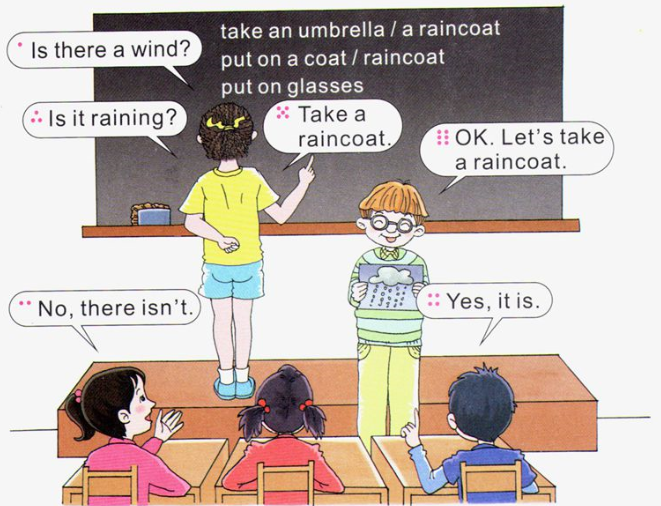 take an umbrella / a raincoat
put on a coat / raincoat
put on glasses
Is there a wind?
No, there isn't.
Is it raining?
Yes, it is.
Take a
raincoat.
OK. Let's take
a raincoat.